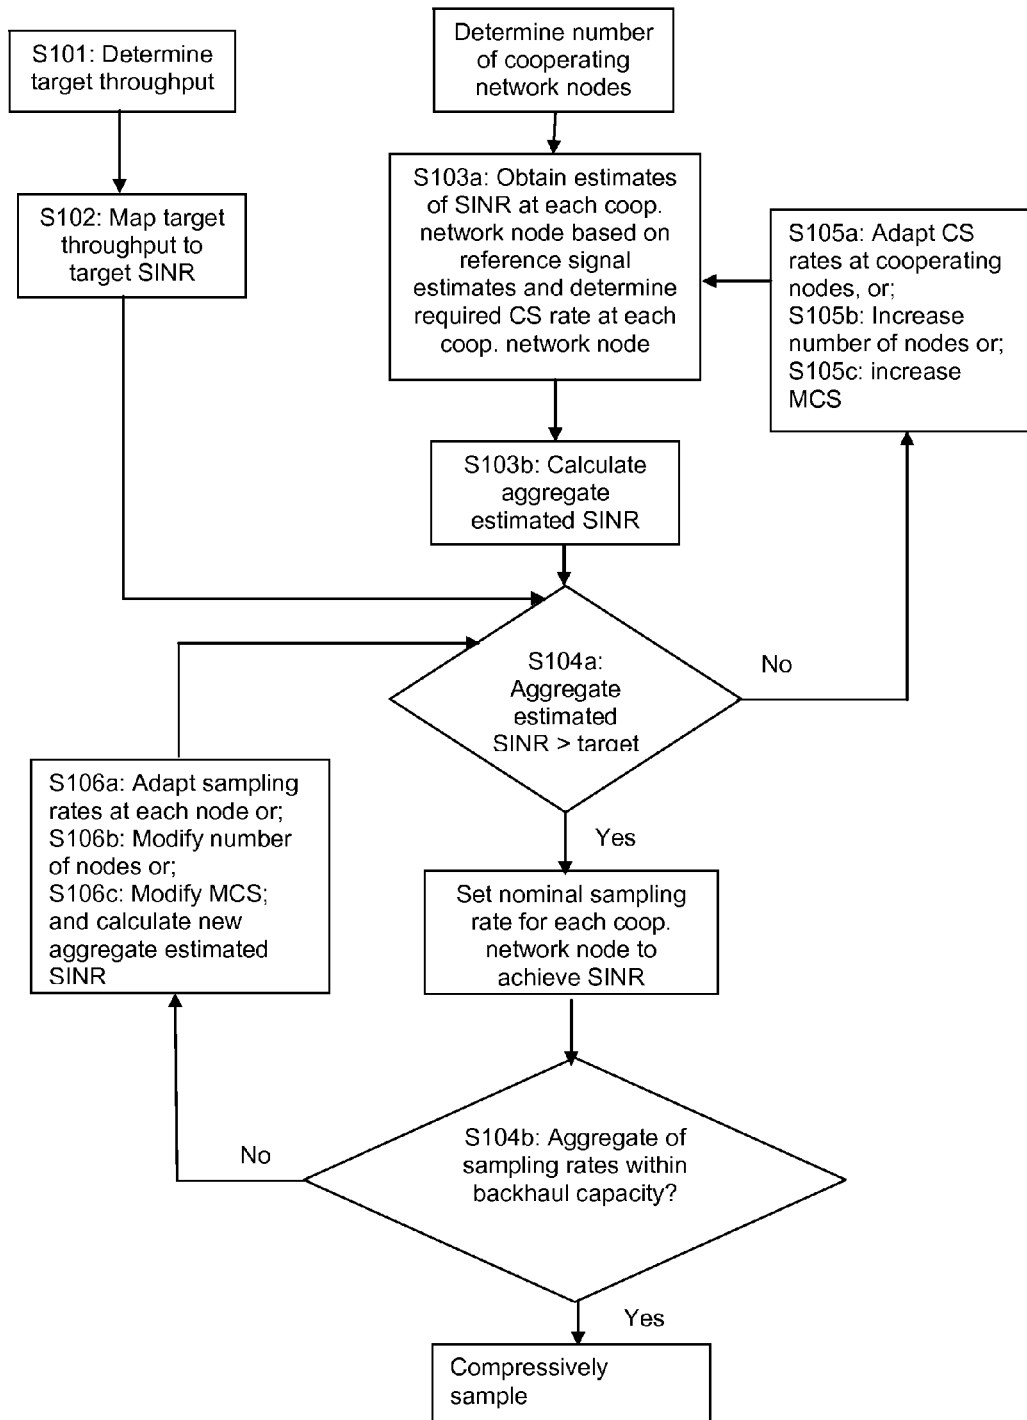 S101: Determine
target throughput
Determine number
of cooperating
network nodes
S102: Map target
throughput to
target SINR
S103a: Obtain estimates
of SINR at each coop.
network node based on
reference signal
estimates and determine
required CS rate at each
coop. network node
S105a: Adapt CS
rates at cooperating
nodes, or;
S105b: Increase
number of nodes or;
S105c: increase
MCS
S103b: Calculate
aggregate
estimated SINR
S104a:
Aggregate
estimated
SINR > target
No
Yes
S106a: Adapt sampling
rates at each node or;
S106b: Modify number
of nodes or;
S106c: Modify MCS;
and calculate new
aggregate estimated
SINR
Set nominal sampling
rate for each coop.
network node to
achieve SINR
S104b: Aggregate of
sampling rates within
backhaul capacity?
No
Yes
Compressively
sample